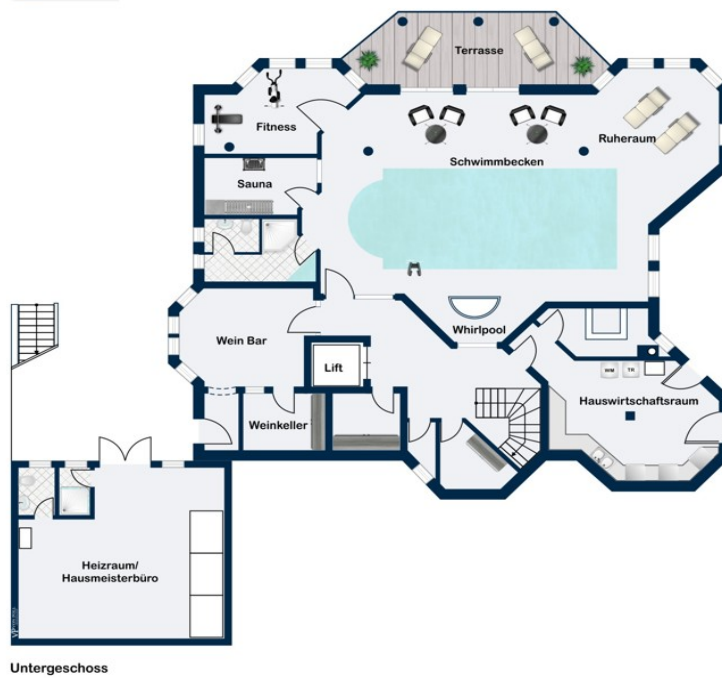 Terrasse
Fitness
Ruheraum
Schwimmbecken
Sauna
Wein Bar
Whirlpool
Lift
WM TR
Hauswirtschaftsraum
Weinkeller
Heizraum/
Hausmeisterbüro
Untergeschoss